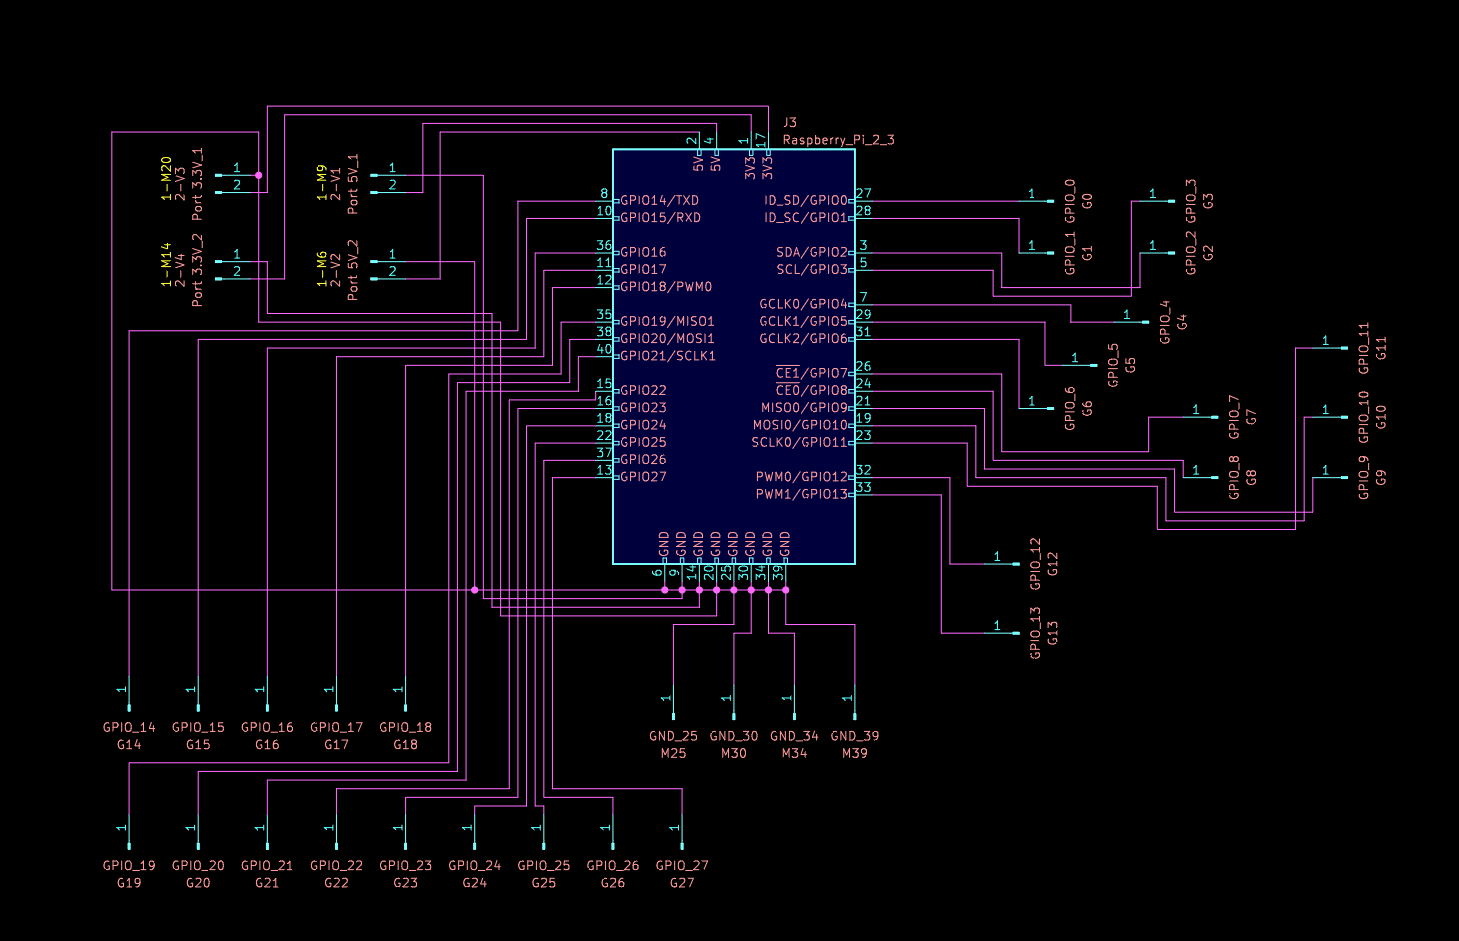 J3
Raspberry_Pi_2_3
1-M20
2-V3
Port 3.3V_1
1
2
1-M9
2-V1
Port 5V_1
1
2
1-M14
2-V4
Port 3.3V_2
1
2
1-M6
2-V2
Port 5V_2
1
2
2
4
1
17
5V
5V
3V3
3V3
8
GPIO14/TXD
10
GPIO15/RXD
36
GPIO16
11
GPIO17
12
GPIO18/PWM0
35
GPIO19/MISO1
38
GPIO20/MOSI1
40
GPIO21/SCLK1
15
GPIO22
16
GPIO23
18
GPIO24
22
GPIO25
37
GPIO26
13
GPIO27
ID_SD/GPIO0
27
ID_SC/GPIO1
28
SDA/GPIO2
3
SCL/GPIO3
5
GCLK0/GPIO4
7
GCLK1/GPIO5
29
GCLK2/GPIO6
31
CE1/GPIO7
26
CE0/GPIO8
24
MISO0/GPIO9
21
MOSI0/GPIO10
19
SCLK0/GPIO11
23
PWM0/GPIO12
32
PWM1/GPIO13
33
GND
GND
GND
GND
GND
GND
GND
GND
6
9
14
20
25
30
34
39
1
GPIO_0
G0
1
GPIO_3
G3
1
GPIO_1
G1
1
GPIO_2
G2
1
GPIO_4
G4
1
GPIO_5
G5
1
GPIO_6
G6
1
GPIO_11
G11
1
GPIO_7
G7
1
GPIO_10
G10
1
GPIO_8
G8
1
GPIO_9
G9
1
GPIO_12
G12
1
GPIO_13
G13
1
GPIO_14
G14
1
GPIO_15
G15
1
GPIO_16
G16
1
GPIO_17
G17
1
GPIO_18
G18
1
GND_25
M25
1
GND_30
M30
1
GND_34
M34
1
GND_39
M39
1
GPIO_19
G19
1
GPIO_20
G20
1
GPIO_21
G21
1
GPIO_22
G22
1
GPIO_23
G23
1
GPIO_24
G24
1
GPIO_25
G25
1
GPIO_26
G26
1
GPIO_27
G27